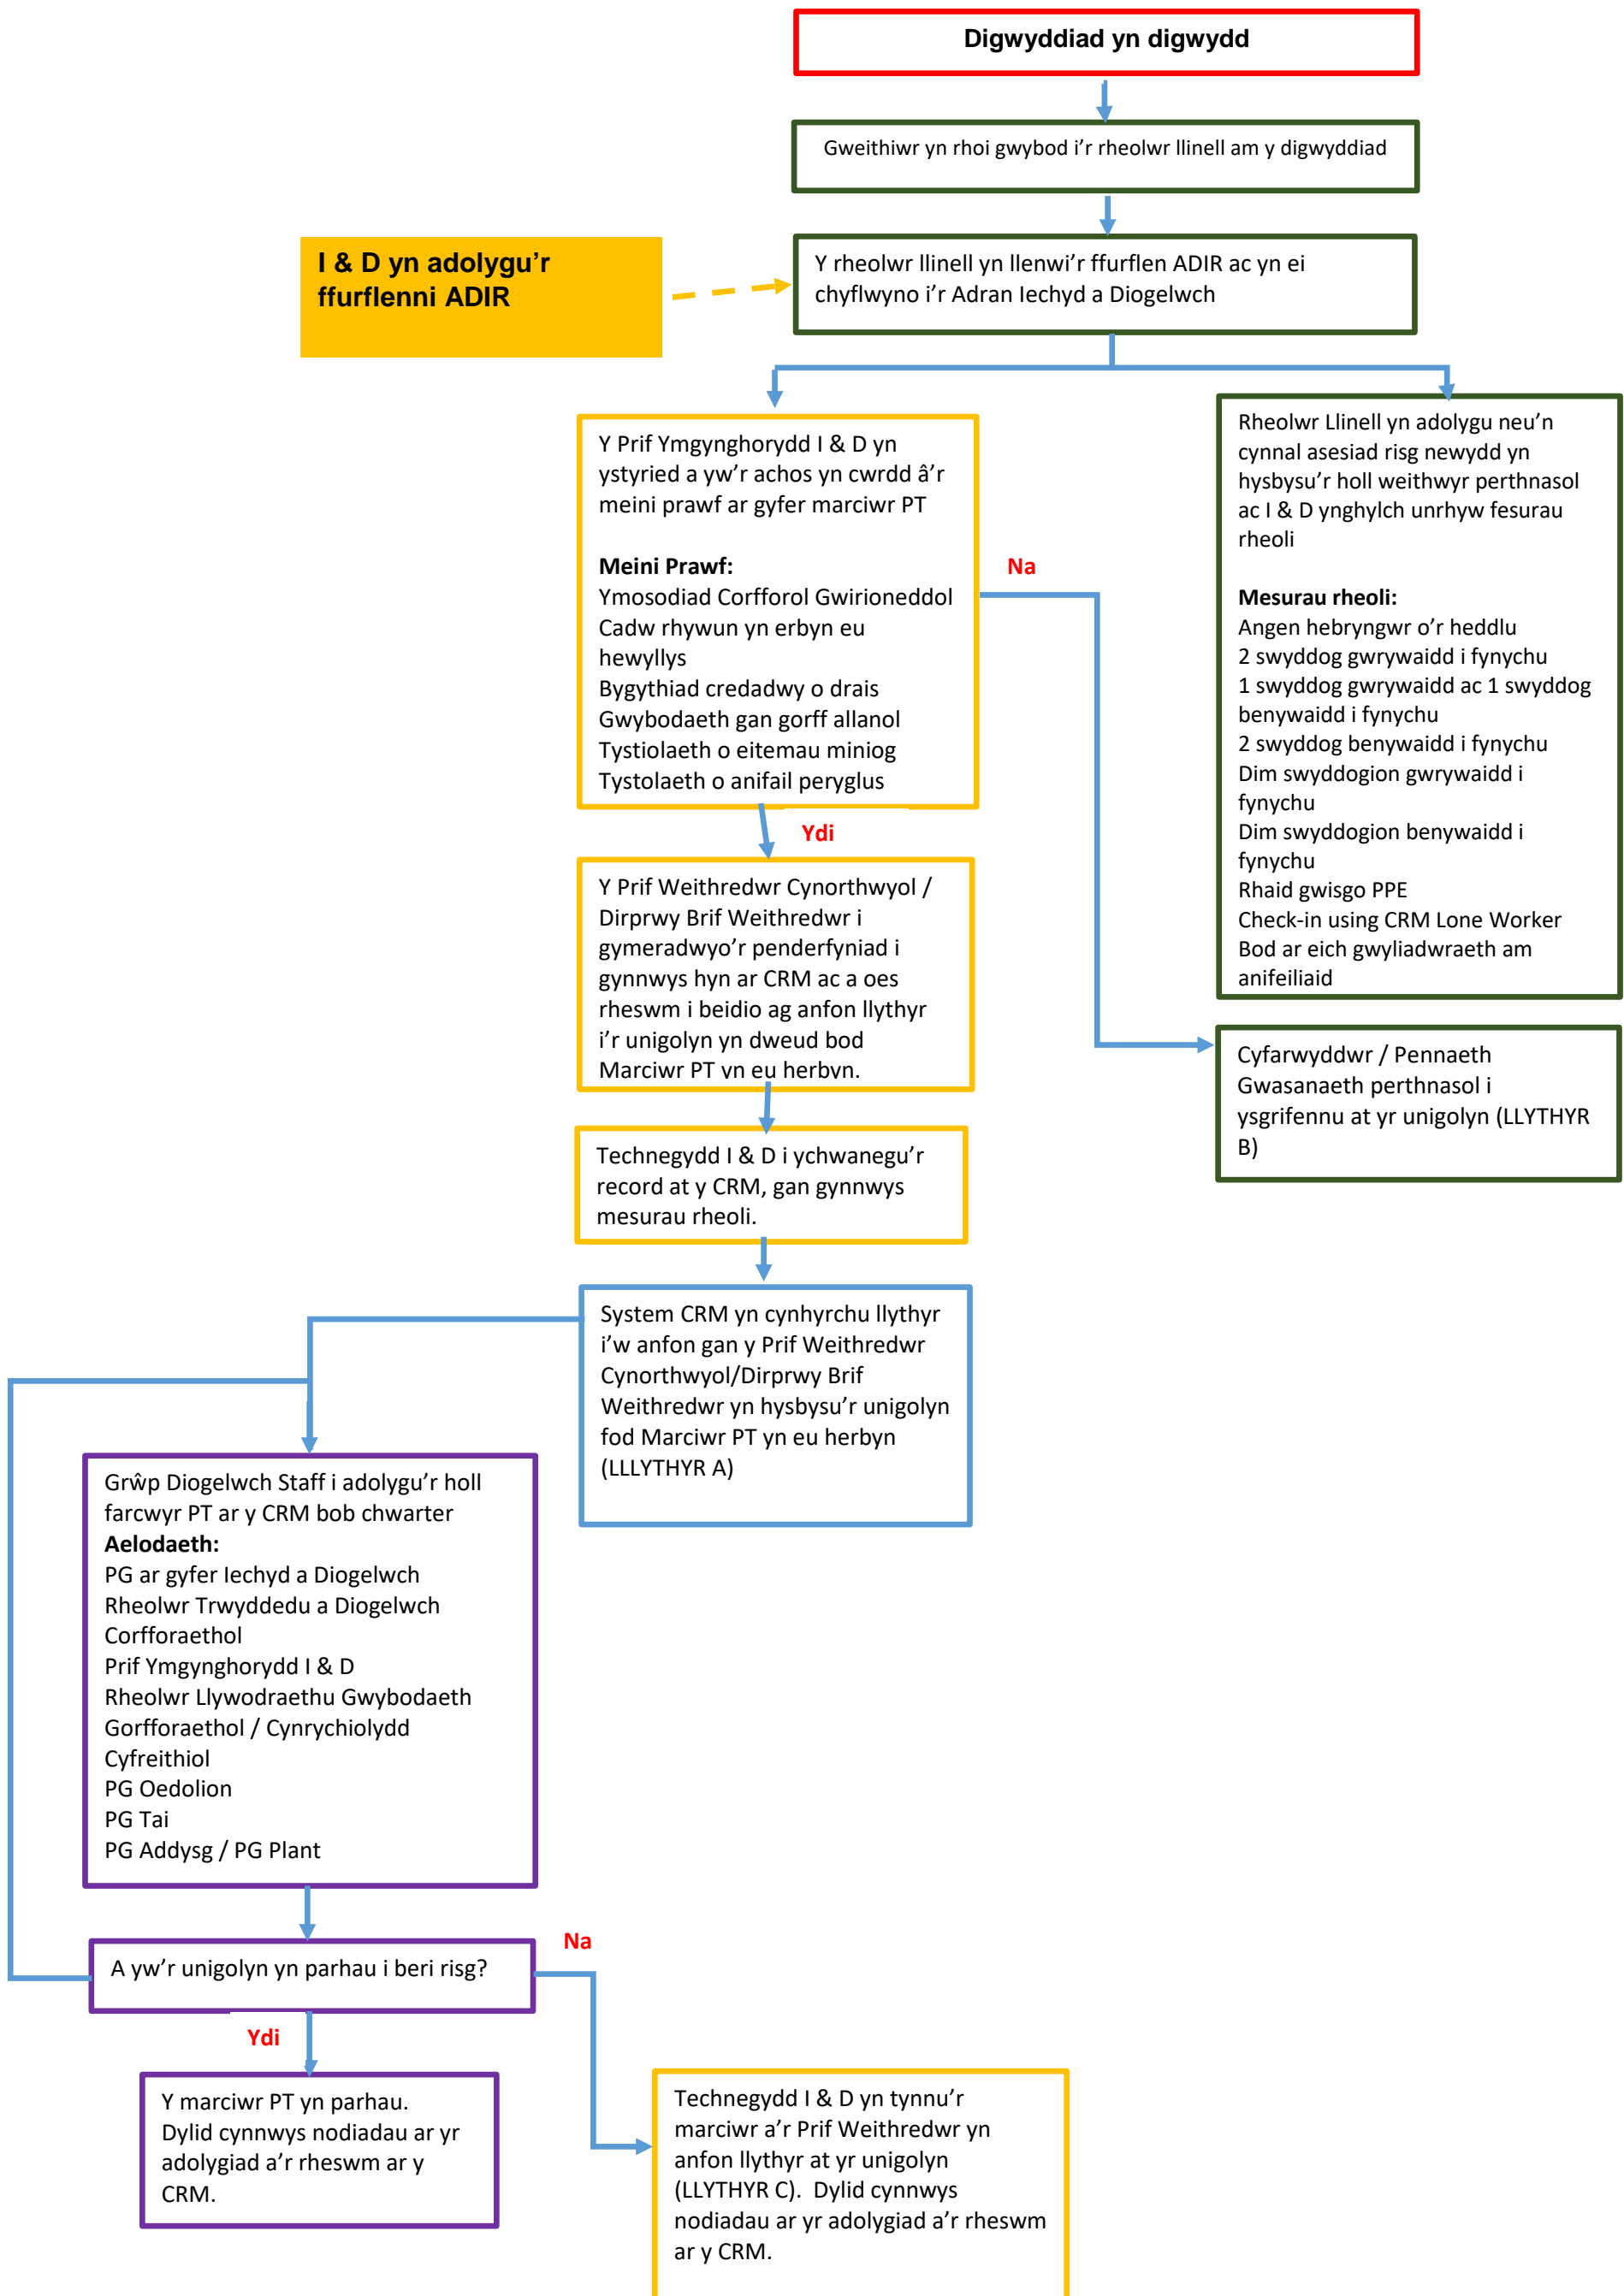 Digwyddiad yn digwydd
Gweithiwr yn rhoi gwybod i’r rheolwr llinell am y digwyddiad
I & D yn adolygu’r
ffurflenni ADIR
Y rheolwr llinell yn llenwi’r ffurflen ADIR ac yn ei
chyflwyno i’r Adran Iechyd a Diogelwch
Y Prif Ymgynghorydd I & D yn
ystyried a yw’r achos yn cwrdd â’r
meini prawf ar gyfer marciwr PT
Meini Prawf:
Ymosodiad Corfforol Gwirioneddol
Cadw rhywun yn erbyn eu
hewyllys
Bygythiad credadwy o drais
Gwybodaeth gan gorff allanol
Tystiolaeth o eitemau miniog
Tystolaeth o anifail peryglus
Na
Rheolwr Llinell yn adolygu neu’n
cynnal asesiad risg newydd yn
hysbysu’r holl weithwyr perthnasol
ac I & D ynghylch unrhyw fesurau
rheoli
Mesurau rheoli:
Angen hebryngwr o’r heddlu
2 swyddog gwrywaidd i fynychu
1 swyddog gwrywaidd ac 1 swyddog
benywaidd i fynychu
2 swyddog benywaidd i fynychu
Dim swyddogion gwrywaidd i
fynychu
Dim swyddogion benywaidd i
fynychu
Rhaid gwisgo PPE
Check-in using CRM Lone Worker
Bod ar eich gwyliadwraeth am
anifeiliaid
Ydi
Y Prif Weithredwr Cynorthwyol /
Dirprwy Brif Weithredwr i
gymeradwyo’r penderfyniad i
gynnwys hyn ar CRM ac a oes
rheswm i beidio ag anfon llythyr
i’r unigolyn yn dweud bod
Marciwr PT yn eu herbyn.
Cyfarwyddwr / Pennaeth
Gwasanaeth perthnasol i
ysgrifennu at yr unigolyn (LLYTHYR
B)
Technegydd I & D i ychwanegu’r
record at y CRM, gan gynnwys
mesurau rheoli.
System CRM yn cynhyrchu llythyr
i’w anfon gan y Prif Weithredwr
Cynorthwyol/Dirprwy Brif
Weithredwr yn hysbysu’r unigolyn
fod Marciwr PT yn eu herbyn
(LLLYTHYR A)
Grŵp Diogelwch Staff i adolygu’r holl
farcwyr PT ar y CRM bob chwarter
Aelodaeth:
PG ar gyfer Iechyd a Diogelwch
Rheolwr Trwyddedu a Diogelwch
Corfforaethol
Prif Ymgynghorydd I & D
Rheolwr Llywodraethu Gwybodaeth
Gorfforaethol / Cynrychiolydd
Cyfreithiol
PG Oedolion
PG Tai
PG Addysg / PG Plant
A yw’r unigolyn yn parhau i beri risg?
Na
Ydi
Y marciwr PT yn parhau.
Dylid cynnwys nodiadau ar yr
adolygiad a’r rheswm ar y
CRM.
Technegydd I & D yn tynnu’r
marciwr a’r Prif Weithredwr yn
anfon llythyr at yr unigolyn
(LLYTHYR C).  Dylid cynnwys
nodiadau ar yr adolygiad a’r rheswm
ar y CRM.